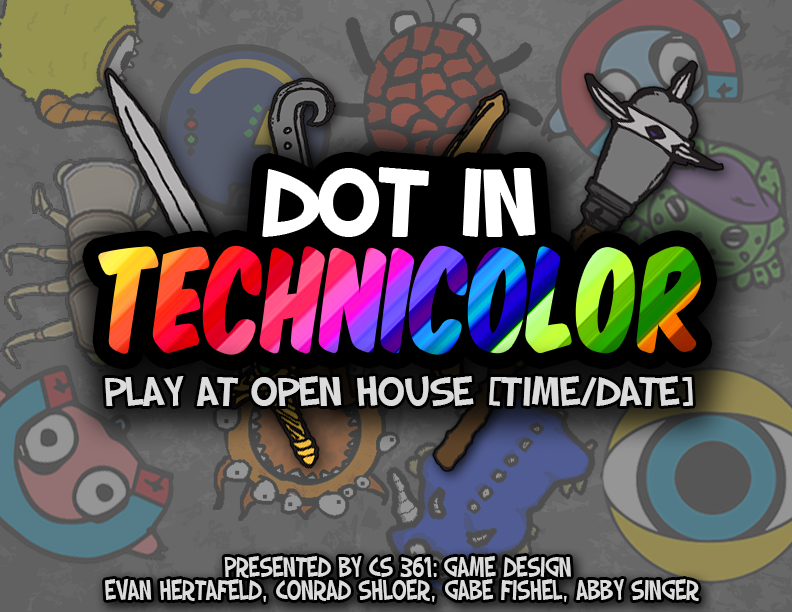 DOT IN
TECHNICOLOR
PLAY AT OPEN HOUSE [TIME/DATE]
PRESENTED BY CS 361: GAME DESIGN
EVAN HERTAFELD, CONRAD SHLOER, GABE FISHEL, ABBY SINGER